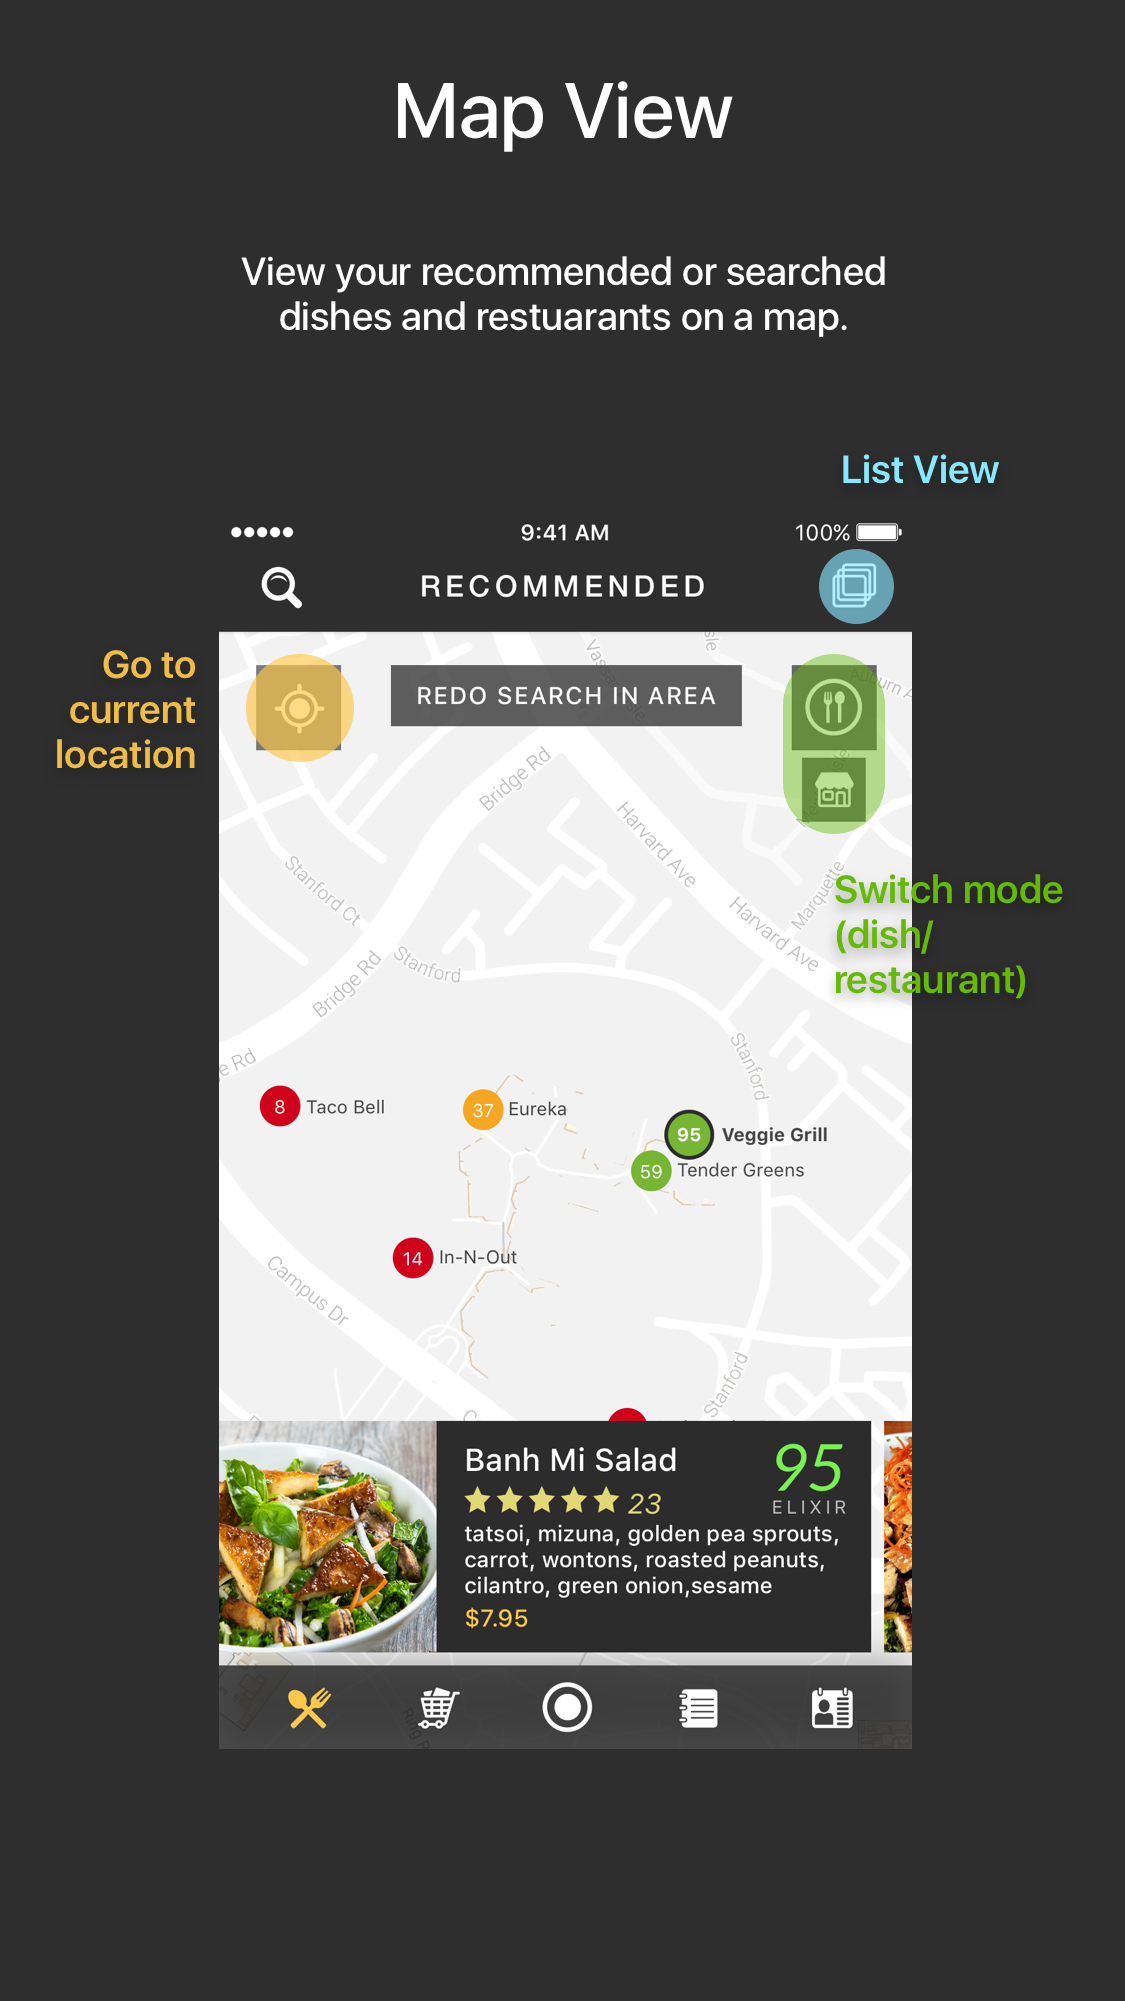 Map View
View your recommended or searched
dishes and restuarants on a map.
List View
9:41 AM
100%
RECOMMENDED
Go to
current
location
REDO SEARCH IN AREA
Bridge Rd
Harvard Ave
Stanford Ct
Marquette
Harvard Ave
Switch mode
(dish/
restaurant)
Stanford
Bridge Rd
Stanford
e Rd
8 Taco Bell
37 Eureka
95 Veggie Grill
59 Tender Greens
14 In-N-Out
Campus Dr
Stanford
Banh Mi Salad
95
23
ELIXIR
tatsoi, mizuna, golden pea sprouts,
carrot, wontons, roasted peanuts,
cilantro, green onion,sesame
$7.95